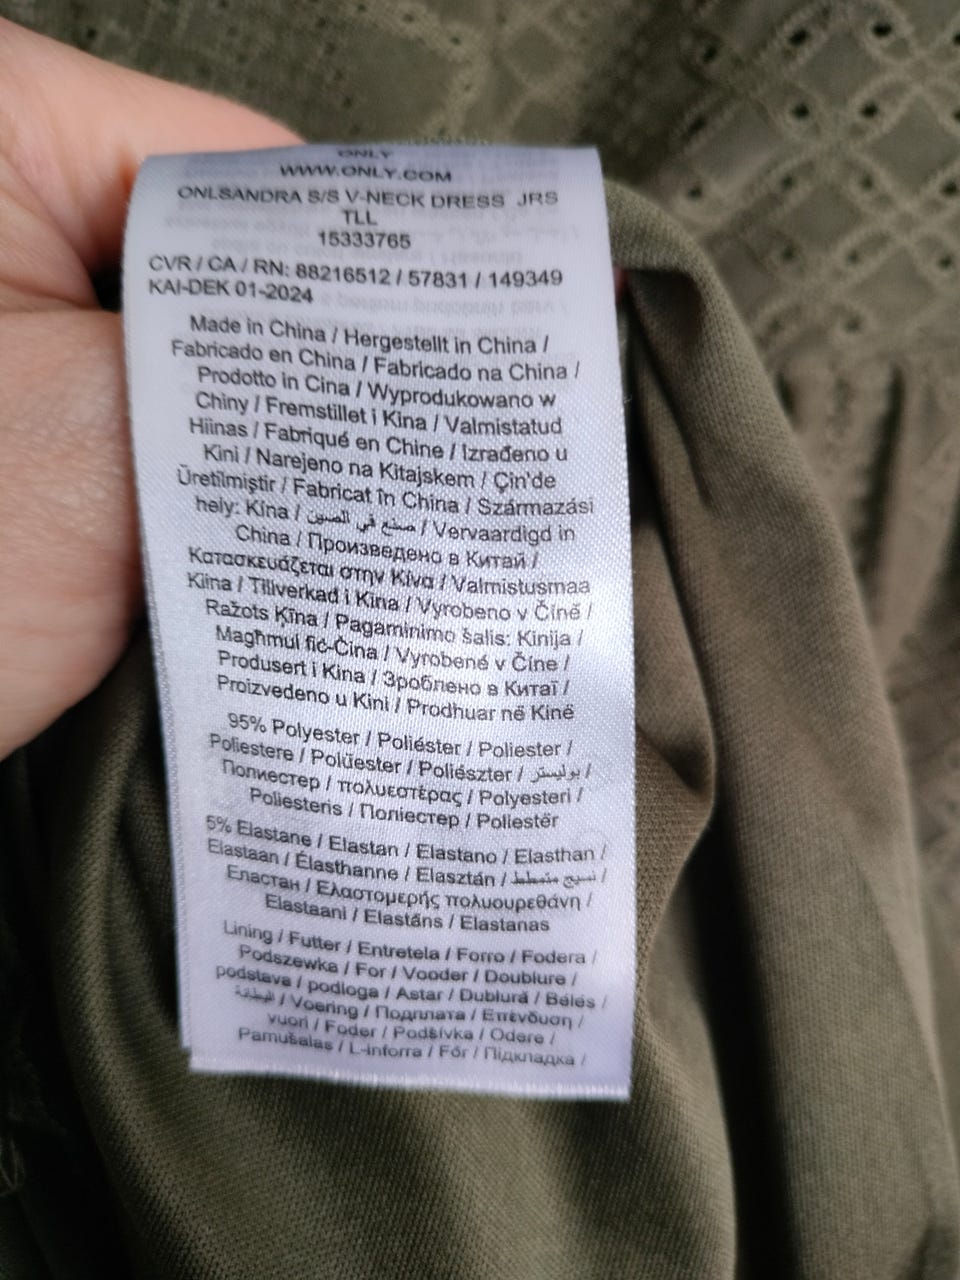 ONLY
WWW.ONLY.COM
ONLSANDRA S/S V-NECK DRESS JRS
TLL
15333765
CVR / CA / RN: 88216512 / 57831 / 149349
KAI-DEK 01-2024
Made in China / Hergestellt in China /
Fabricado en China / Fabricado na China /
Prodotto in Cina / Wyprodukowano w
Chiny / Fremstillet i Kina / Valmistatud
Hiinas / Fabriqué en Chine / Izrađeno u
Kini / Narejeno na Kitajskem / Çin'de
Üretilmiştir / Fabricat în China / Származási
hely: Kína / صنع في الصين / Vervaardigd in
China / Произведено в Китай /
Κατασκευάζεται στην Κίνα / Valmistusmaa
Kiina / Tillverkad i Kina / Vyrobeno v Číně /
Ražots Ķīna / Pagaminimo šalis: Kinija /
Magħmul fiċ-Ċina / Vyrobené v Číne /
Produsert i Kina / Зроблено в Китаї /
Proizvedeno u Kini / Prodhuar në Kinë
95% Polyester / Poliéster / Poliester /
Poliestere / Polüester / Poliészter / بوليستر /
Полиестер / πολυεστέρας / Polyesteri /
Poliesteris / Поліестер / Poliestër
5% Elastane / Elastan / Elastano / Elasthan /
Elastaan / Élasthanne / Elasztán / نسيج متمطط /
Еластан / Ελαστομερής πολυουρεθάνη /
Elastaani / Elastāns / Elastanas
Lining / Futter / Entretela / Forro / Fodera /
Podszewka / For / Vooder / Doublure /
podstava / podloga / Astar / Dublură / Bélés /
البطانة / Voering / Подплата / Επένδυση /
vuori / Foder / Podšívka / Odere /
Pamušalas / L-inforra / Fôr / Підкладка /